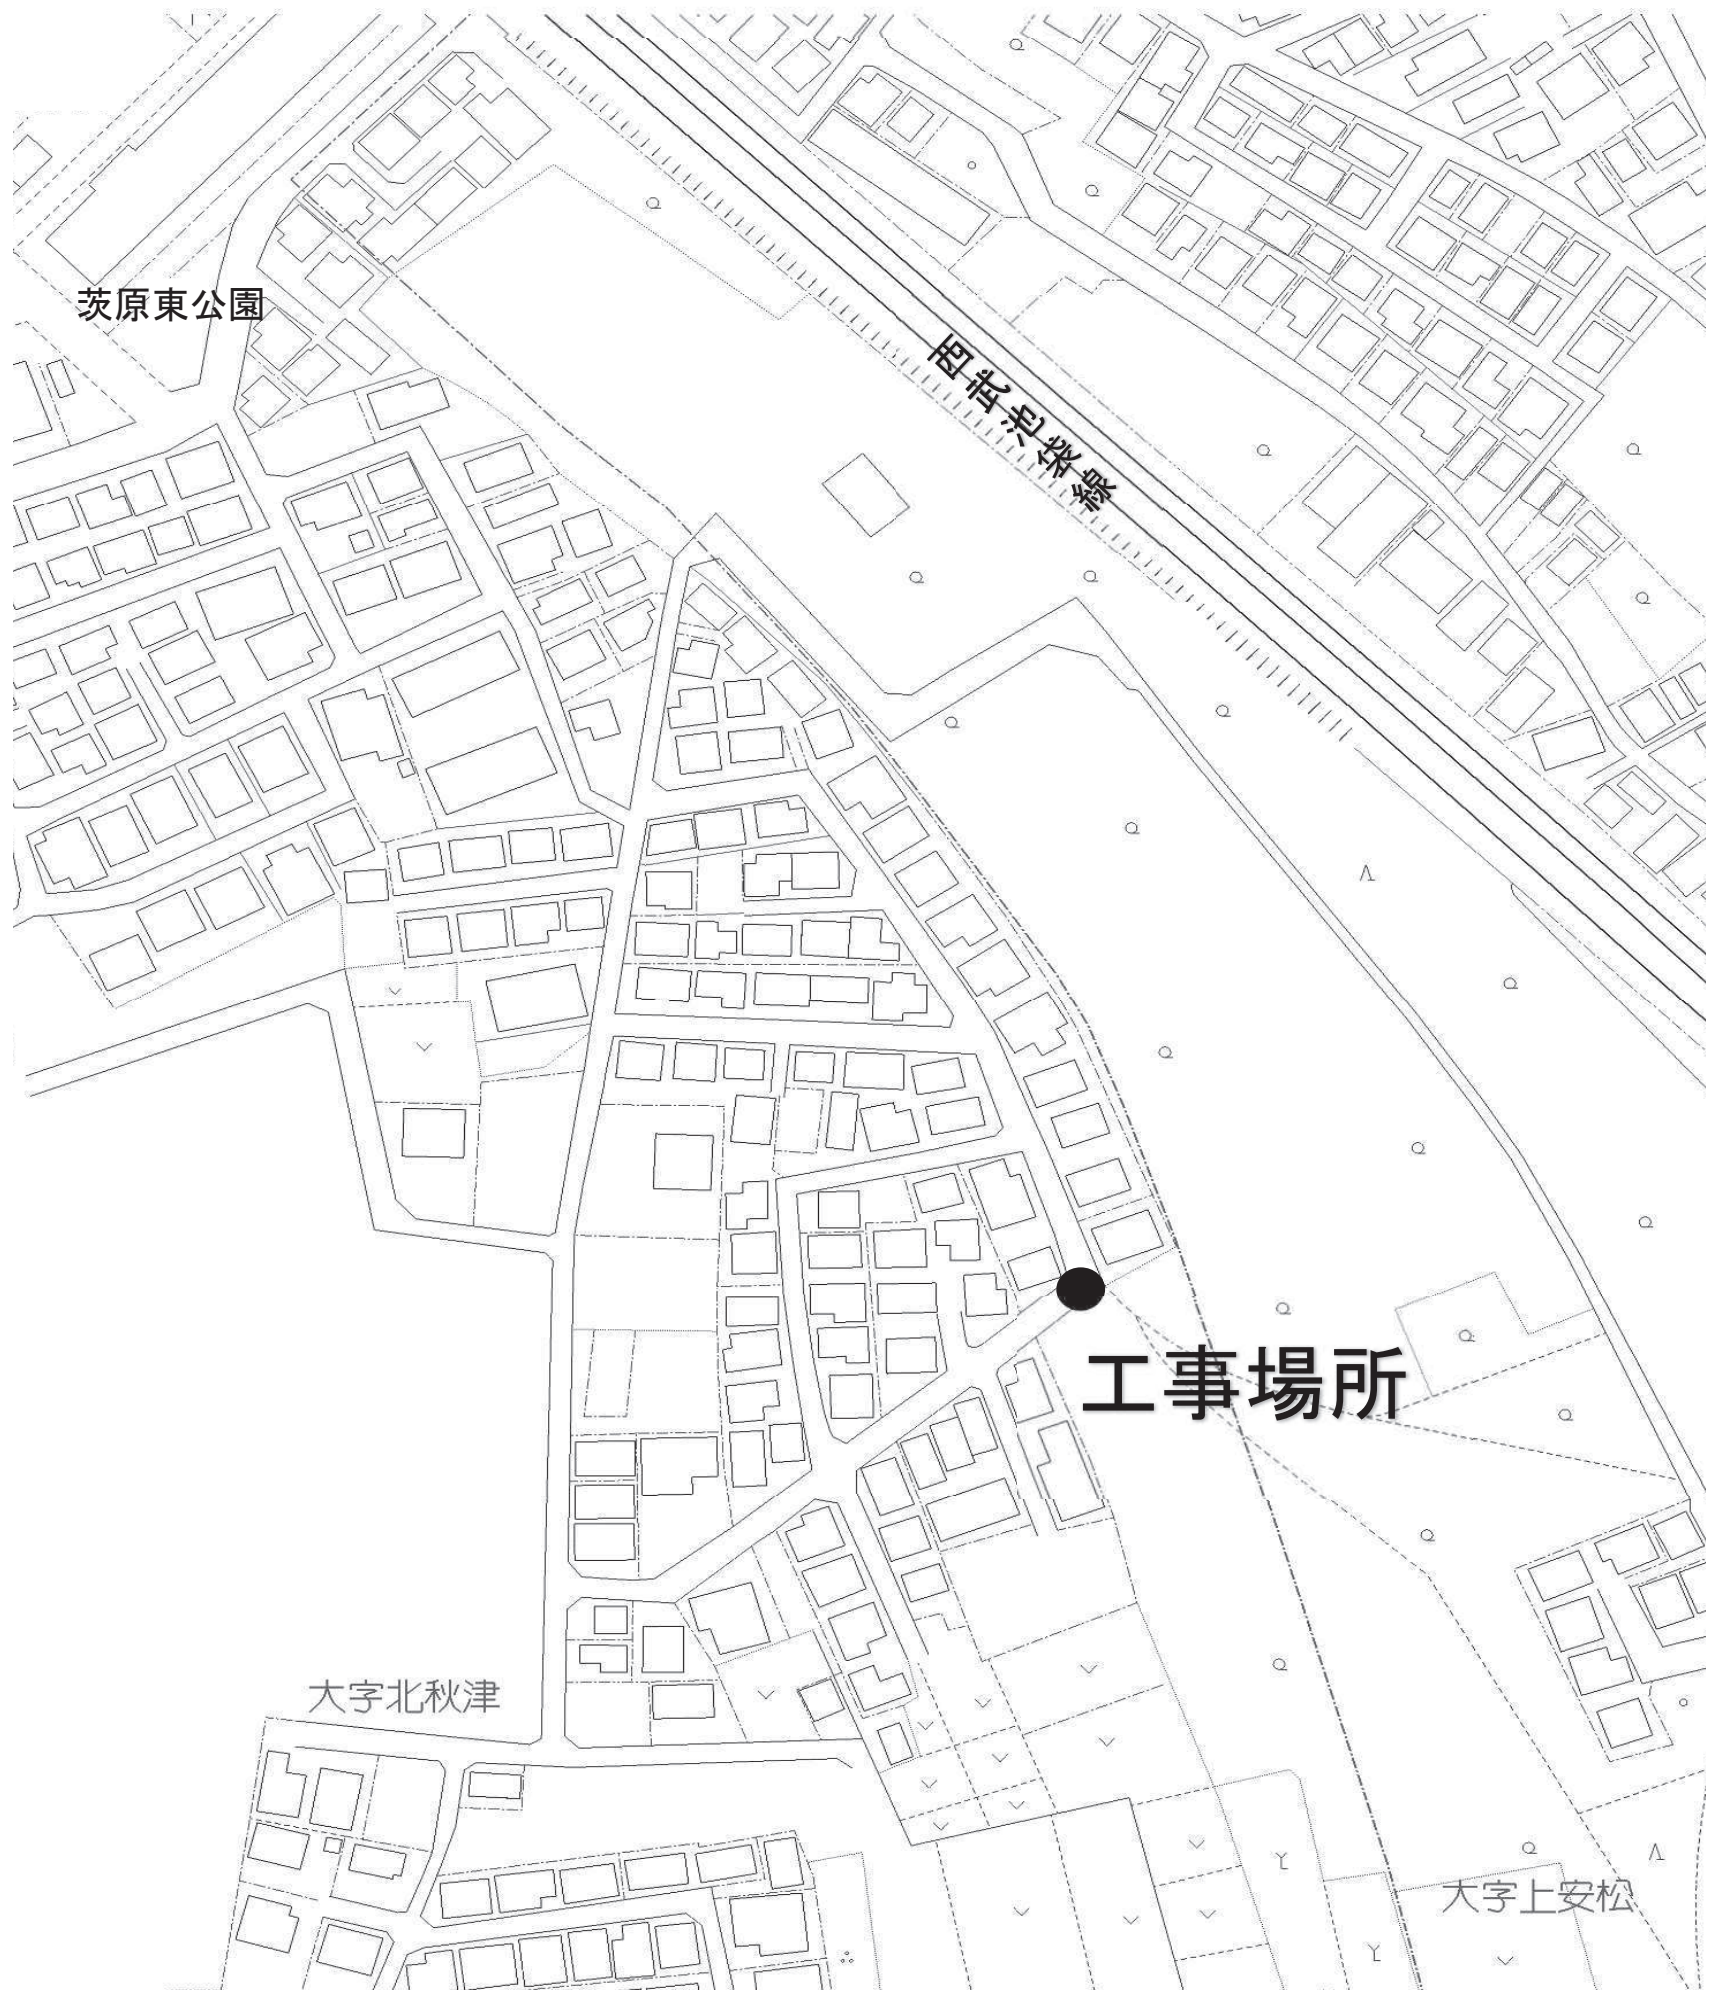 茨原東公園
西武池袋線
工事場所
大字北秋津
大字上安松